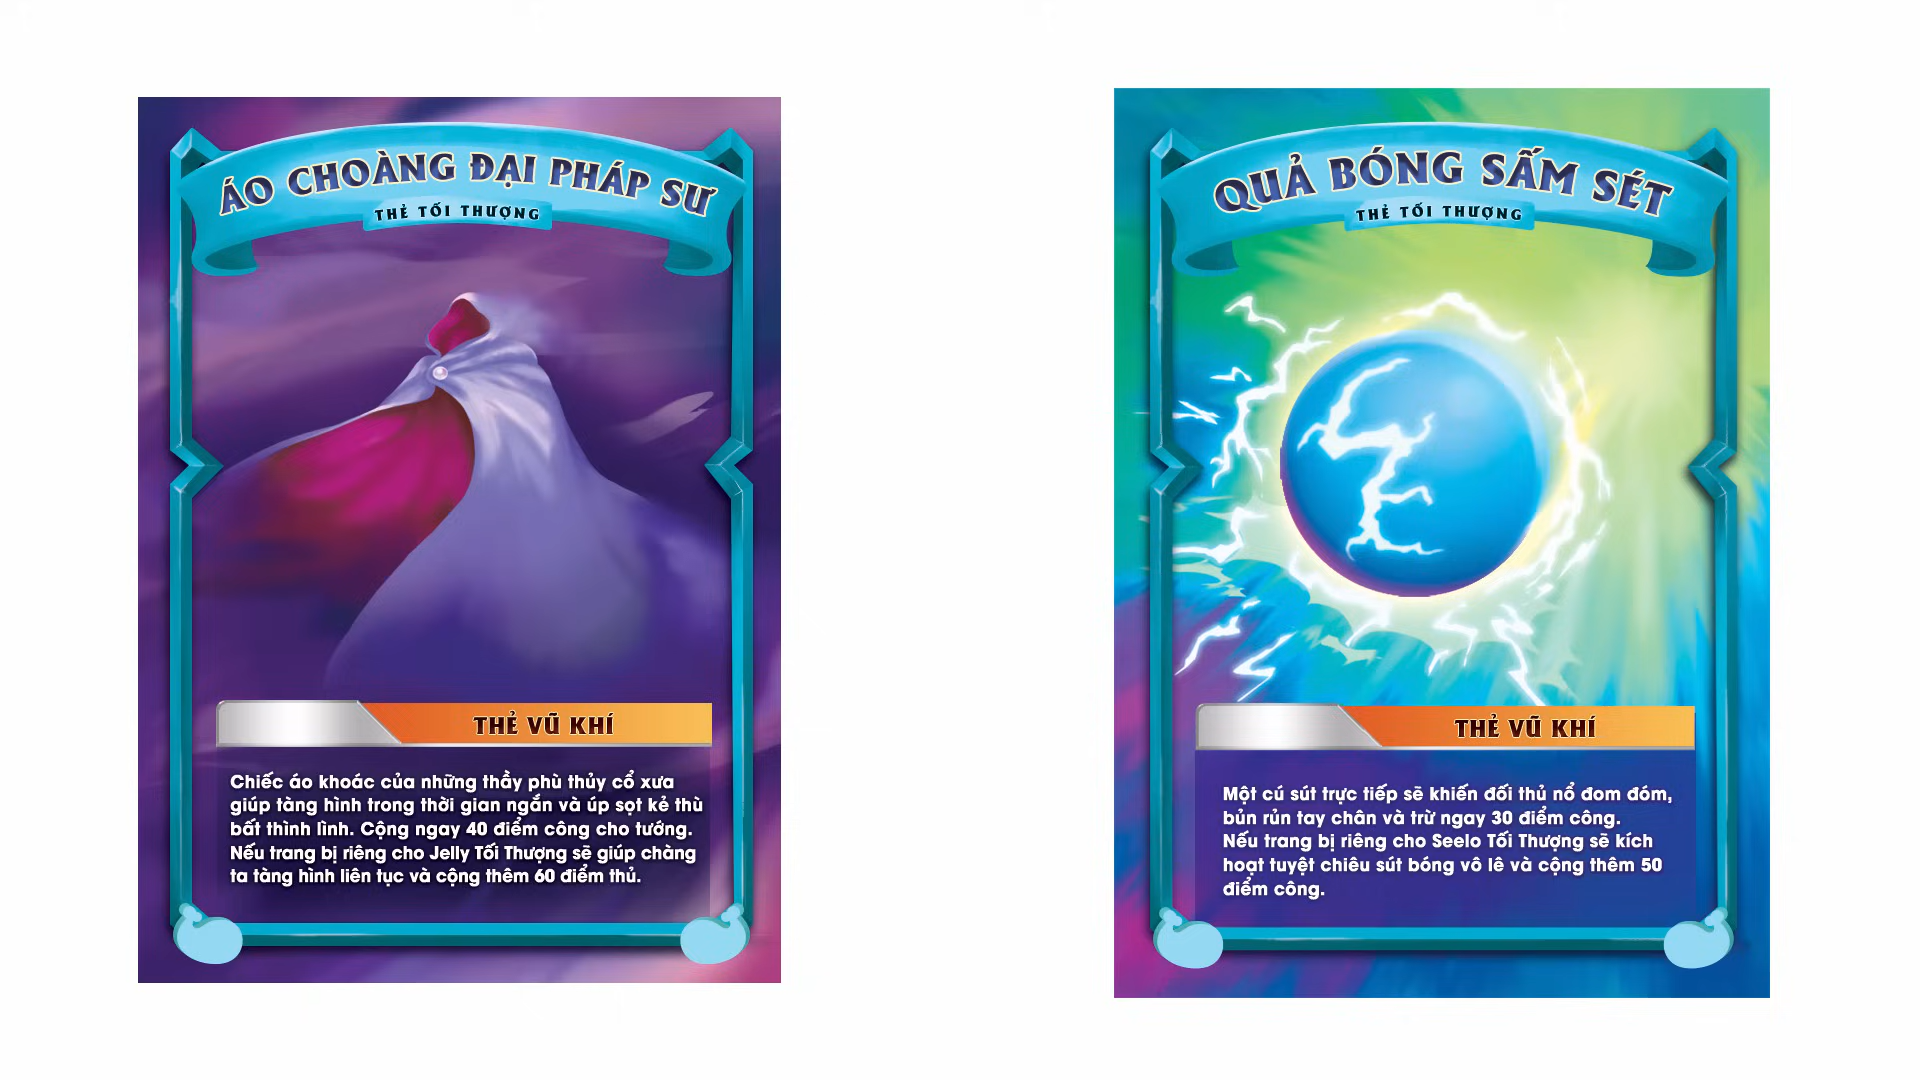 ÁO CHOÀNG ĐẠI PHÁP SƯ
THẺ TỐI THƯỢNG
THẺ VŨ KHÍ
Chiếc áo khoác của những thầy phù thủy cổ xưa
giúp tàng hình trong thời gian ngắn và úp sọt kẻ thù
bất thình lình. Cộng ngay 40 điểm công cho tướng.
Nếu trang bị riêng cho Jelly Tối Thượng sẽ giúp chàng
ta tàng hình liên tục và cộng thêm 60 điểm thủ.
QUẢ BÓNG SẤM SÉT
THẺ TỐI THƯỢNG
THẺ VŨ KHÍ
Một cú sút trực tiếp sẽ khiến đối thủ nổ đom đóm,
bủn rủn tay chân và trừ ngay 30 điểm công.
Nếu trang bị riêng cho Seelo Tối Thượng sẽ kích
hoạt tuyệt chiêu sút bóng vô lê và cộng thêm 50
điểm công.